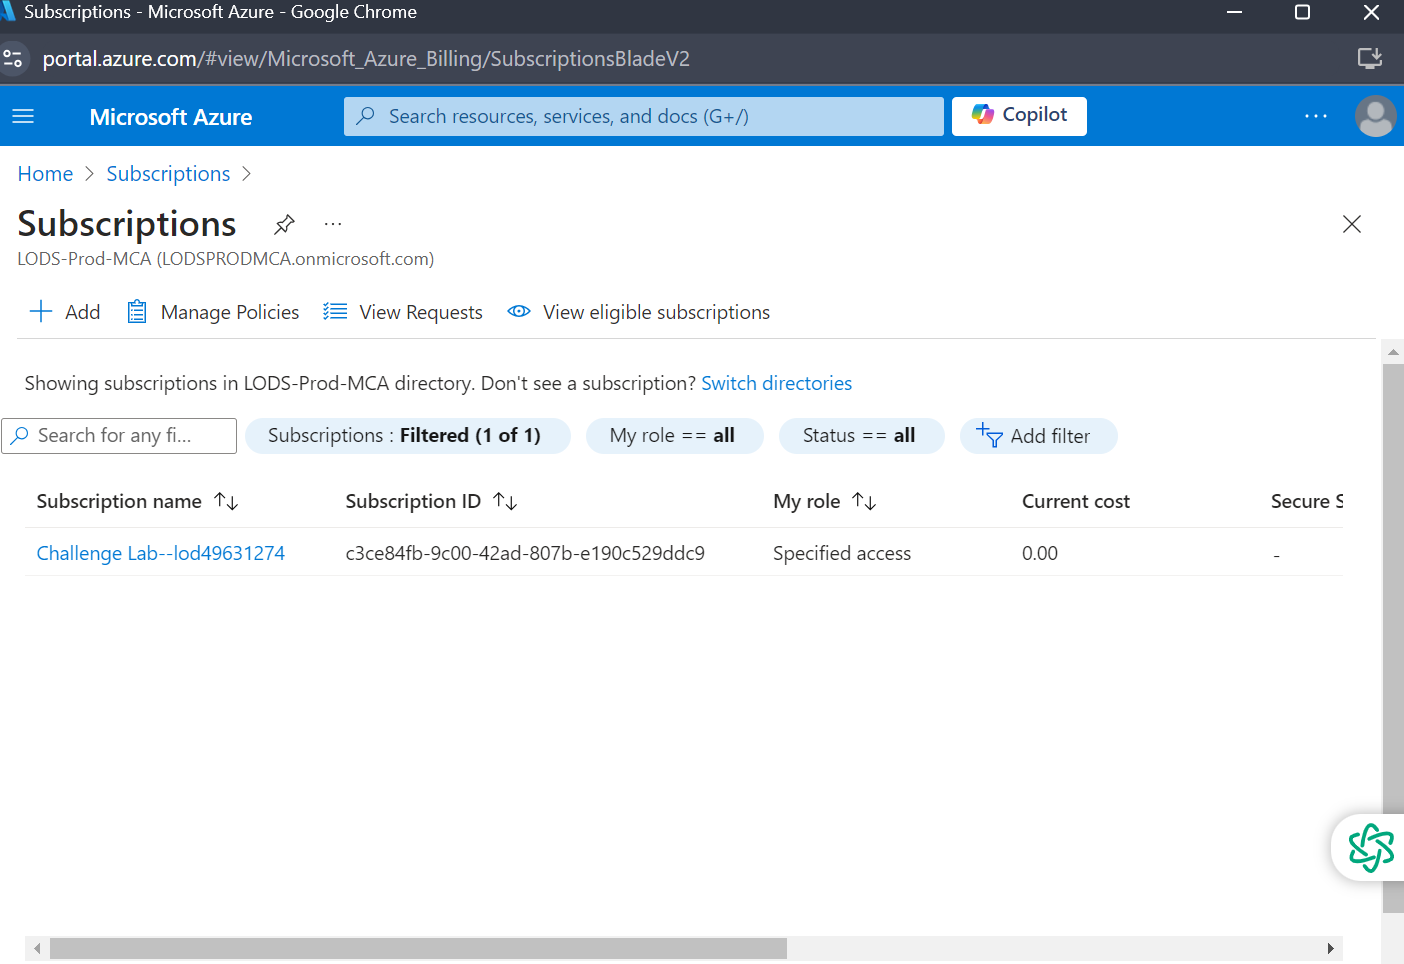 Subscriptions - Microsoft Azure - Google Chrome
portal.azure.com/#view/Microsoft_Azure_Billing/SubscriptionsBladeV2
Microsoft Azure
Search resources, services, and docs (G+/)
Copilot
Home > Subscriptions >
Subscriptions
LODS-Prod-MCA (LODSPRODMCA.onmicrosoft.com)
Add Manage Policies View Requests View eligible subscriptions
Showing subscriptions in LODS-Prod-MCA directory. Don't see a subscription? Switch directories
Search for any fi... Subscriptions : Filtered (1 of 1) My role == all Status == all Add filter
Subscription name Subscription ID My role Current cost Secure S
Challenge Lab--lod49631274 c3ce84fb-9c00-42ad-807b-e190c529ddc9 Specified access 0.00 -